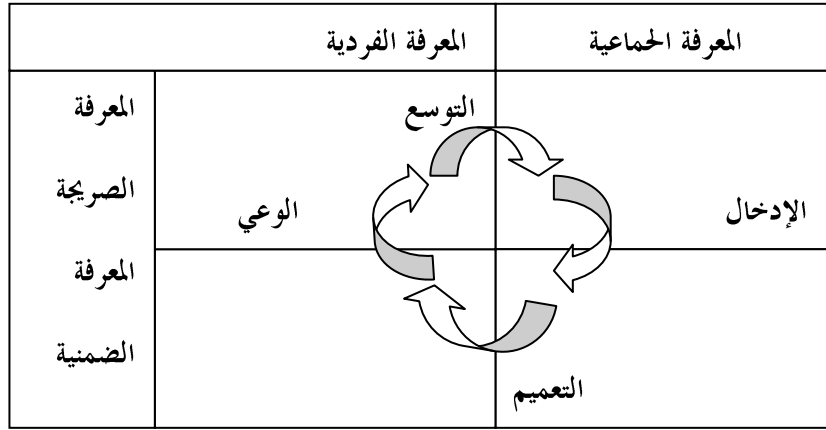 المعرفة الجماعية
المعرفة الفردية
المعرفة
التوسع
الصريحة
الوعي
الإدخال
المعرفة
الضمنية
التعميم